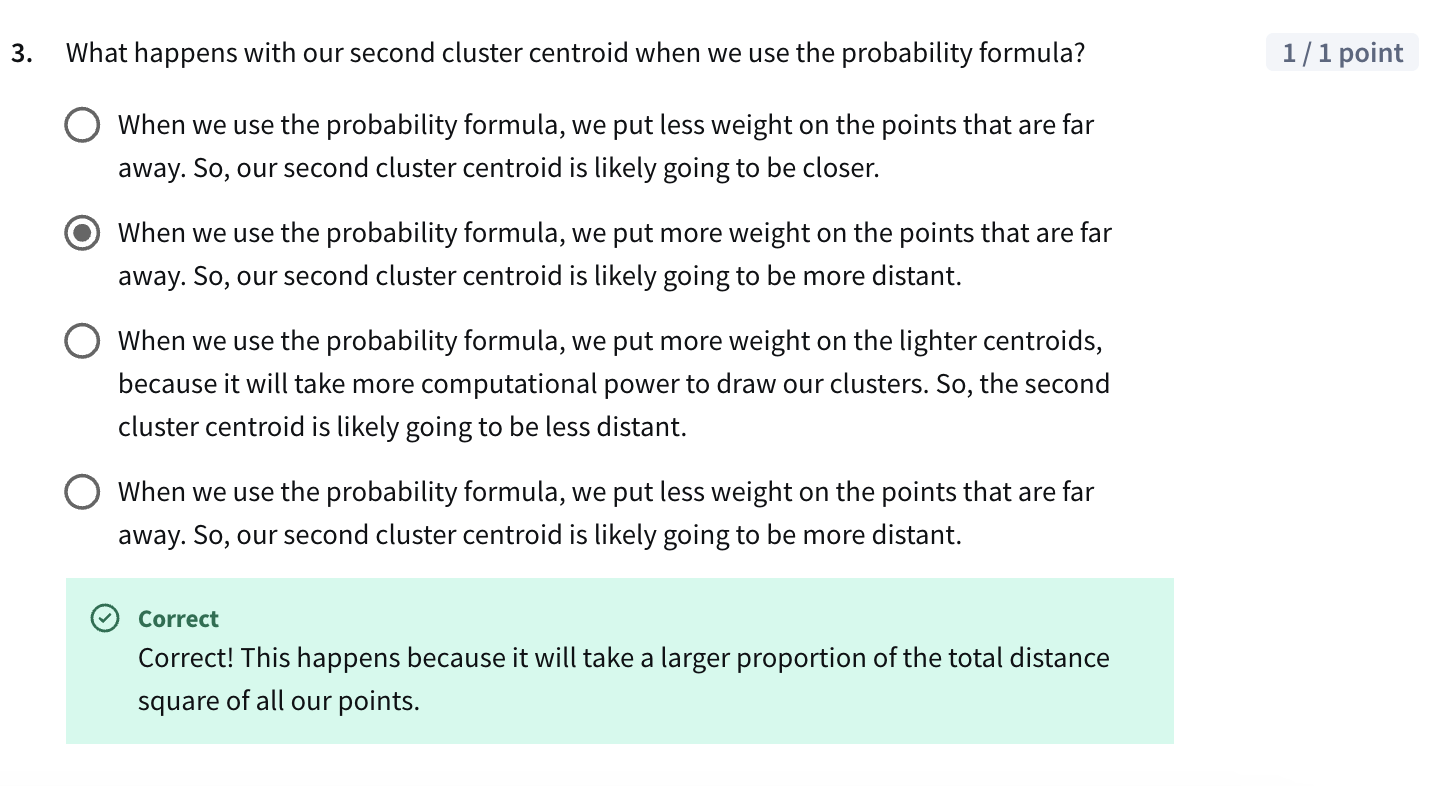 3. What happens with our second cluster centroid when we use the probability formula? 1 / 1 point
When we use the probability formula, we put less weight on the points that are far
away. So, our second cluster centroid is likely going to be closer.
When we use the probability formula, we put more weight on the points that are far
away. So, our second cluster centroid is likely going to be more distant.
When we use the probability formula, we put more weight on the lighter centroids,
because it will take more computational power to draw our clusters. So, the second
cluster centroid is likely going to be less distant.
When we use the probability formula, we put less weight on the points that are far
away. So, our second cluster centroid is likely going to be more distant.
Correct
Correct! This happens because it will take a larger proportion of the total distance
square of all our points.